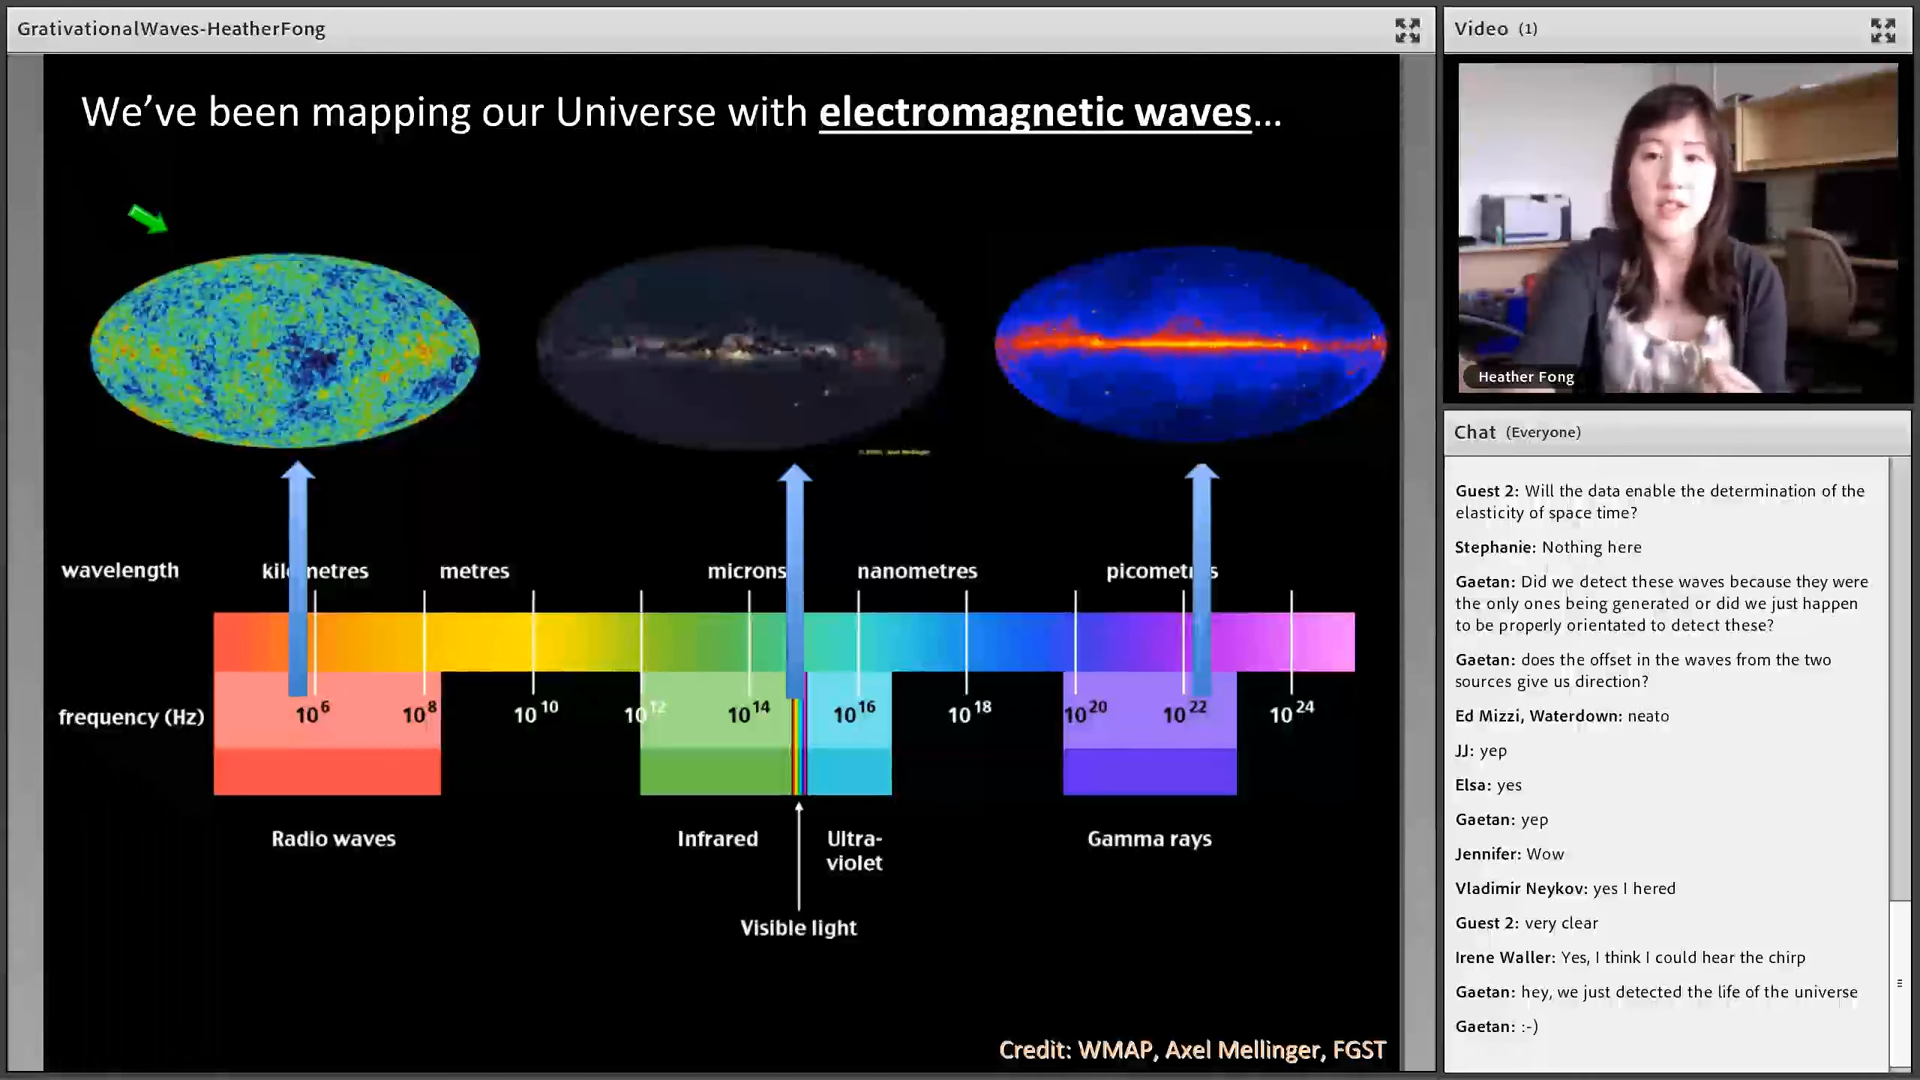 GrativationalWaves-HeatherFong
We've been mapping our Universe with electromagnetic waves...
wavelength kilometres metres microns nanometres picometres
frequency (Hz) 10⁶ 10⁸ 10¹⁰ 10¹² 10¹⁴ 10¹⁶ 10¹⁸ 10²⁰ 10²² 10²⁴
Radio waves Infrared Ultra-
violet Gamma rays
Visible light
Credit: WMAP, Axel Mellinger, FGST
Video (1)
Heather Fong
Chat (Everyone)
Guest 2: Will the data enable the determination of the
elasticity of space time?
Stephanie: Nothing here
Gaetan: Did we detect these waves because they were
the only ones being generated or did we just happen
to be properly orientated to detect these?
Gaetan: does the offset in the waves from the two
sources give us direction?
Ed Mizzi, Waterdown: neato
JJ: yep
Elsa: yes
Gaetan: yep
Jennifer: Wow
Vladimir Neykov: yes I hered
Guest 2: very clear
Irene Waller: Yes, I think I could hear the chirp
Gaetan: hey, we just detected the life of the universe
Gaetan: :-)